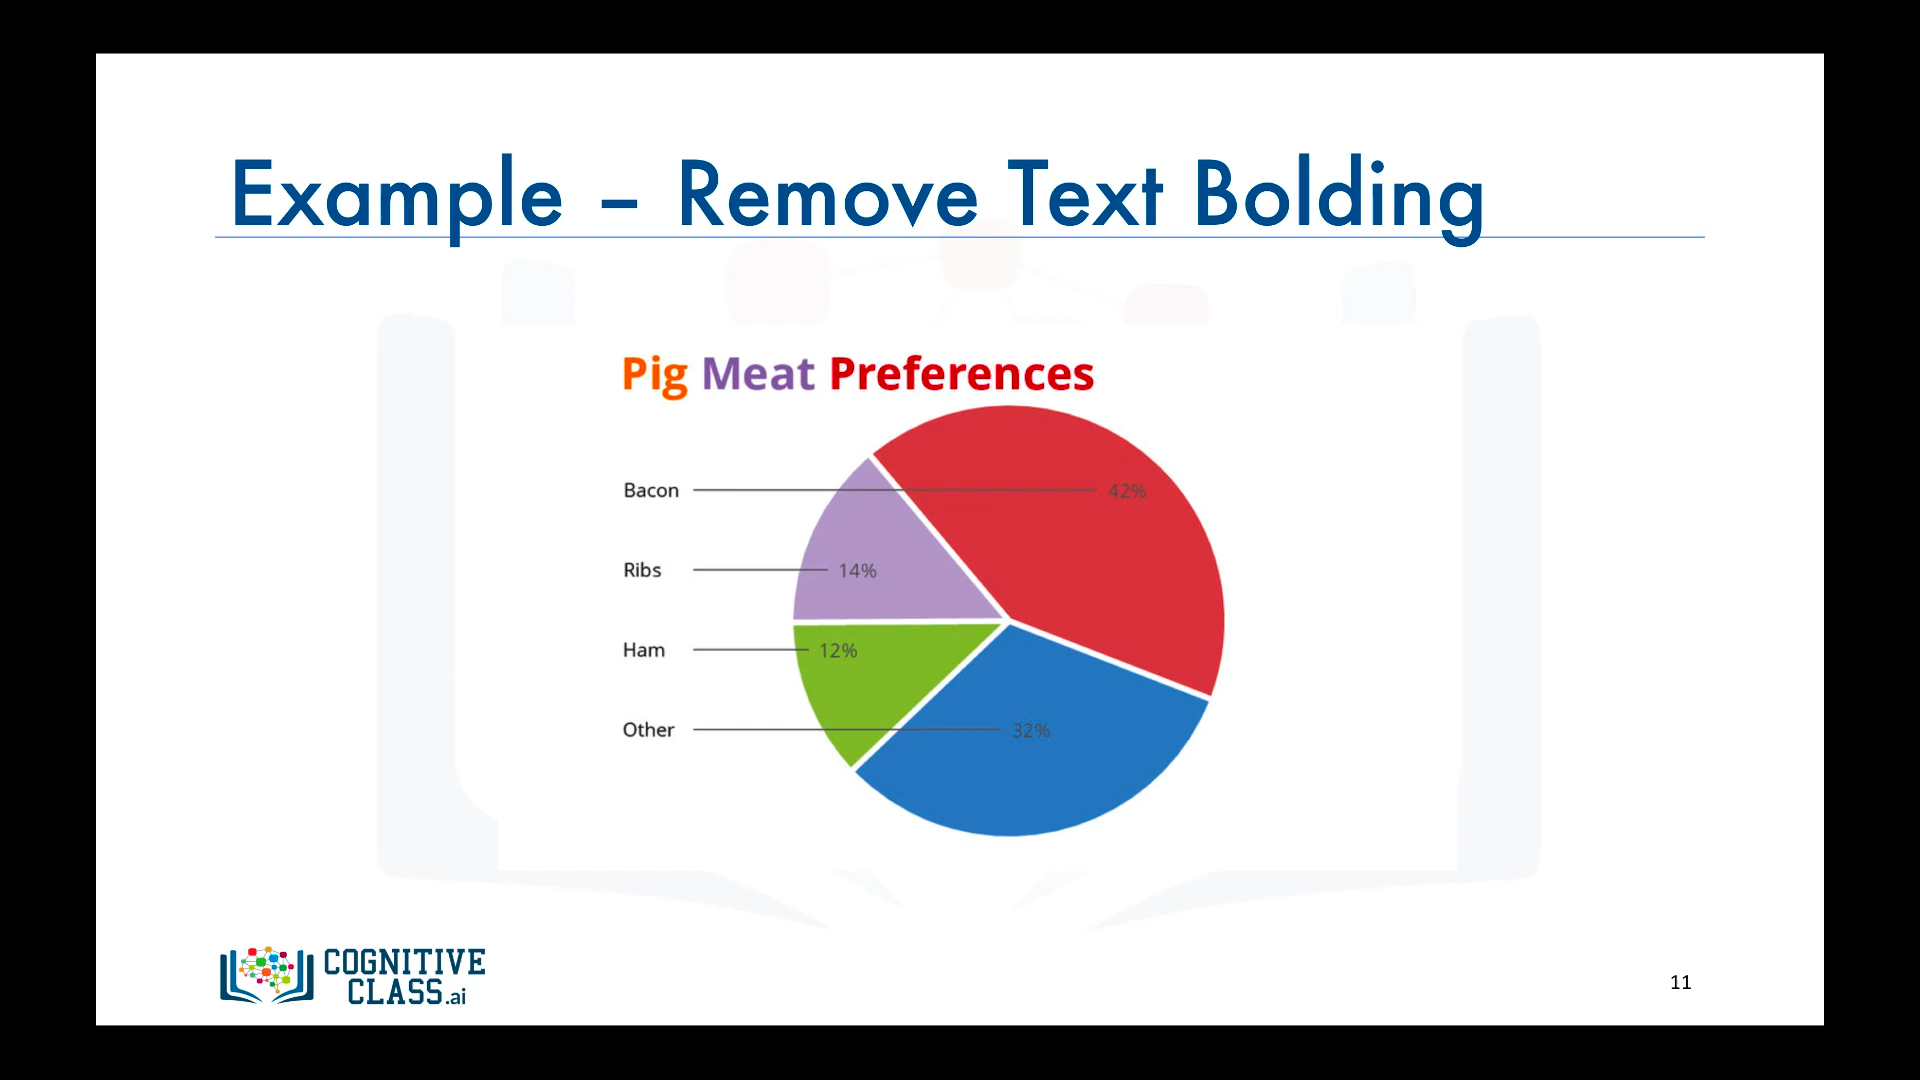 Example – Remove Text Bolding
Pig Meat Preferences
Bacon 42%
Ribs 14%
Ham 12%
Other 32%
COGNITIVE
CLASS.ai
11